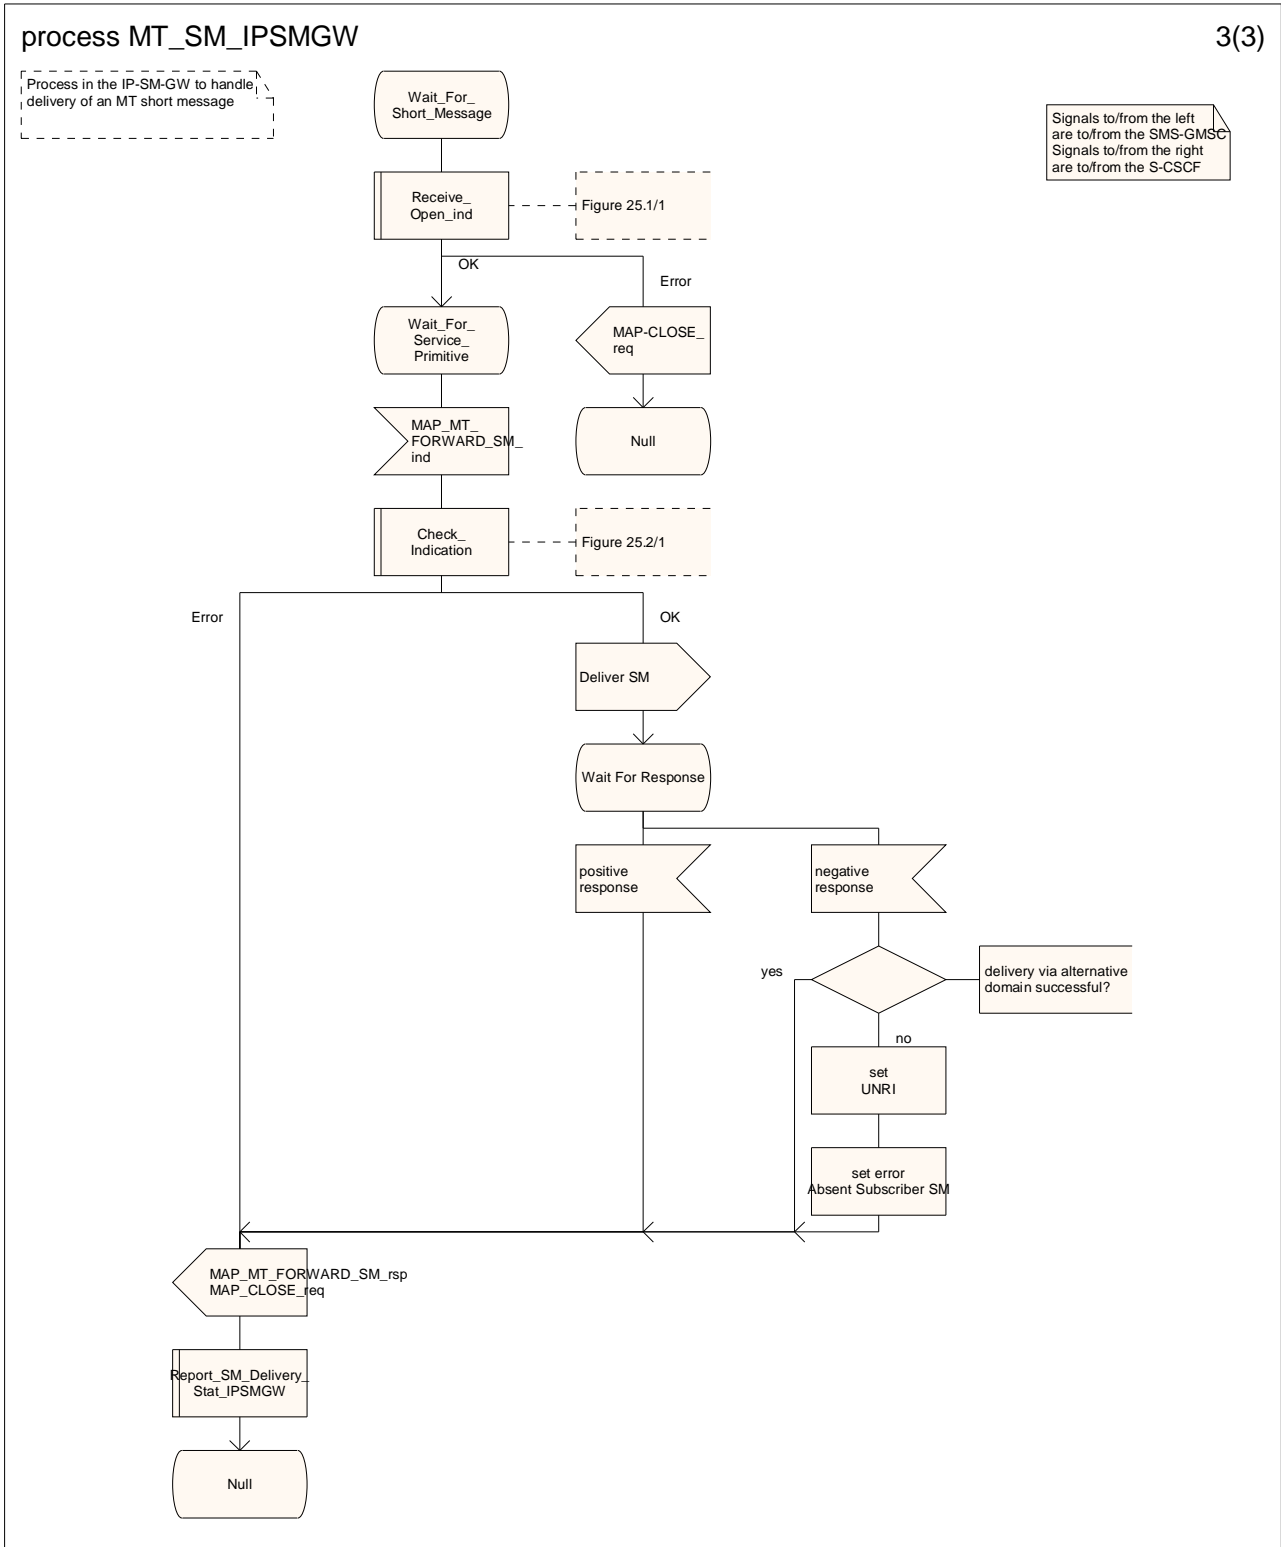 process MT_SM_IPSMGW
3(3)
Process in the IP-SM-GW to handle
delivery of an MT short message
Wait_For_
Short_Message
Signals to/from the left
are to/from the SMS-GMSC
Signals to/from the right
are to/from the S-CSCF
Receive_
Open_ind
Figure 25.1/1
OK
Error
Wait_For_
Service_
Primitive
MAP-CLOSE_
req
MAP_MT_
FORWARD_SM_
ind
Null
Check_
Indication
Figure 25.2/1
Error
OK
Deliver SM
Wait For Response
positive
response
negative
response
yes
delivery via alternative
domain successful?
no
set
UNRI
set error
Absent Subscriber SM
MAP_MT_FORWARD_SM_rsp
MAP_CLOSE_req
Report_SM_Delivery_
Stat_IPSMGW
Null